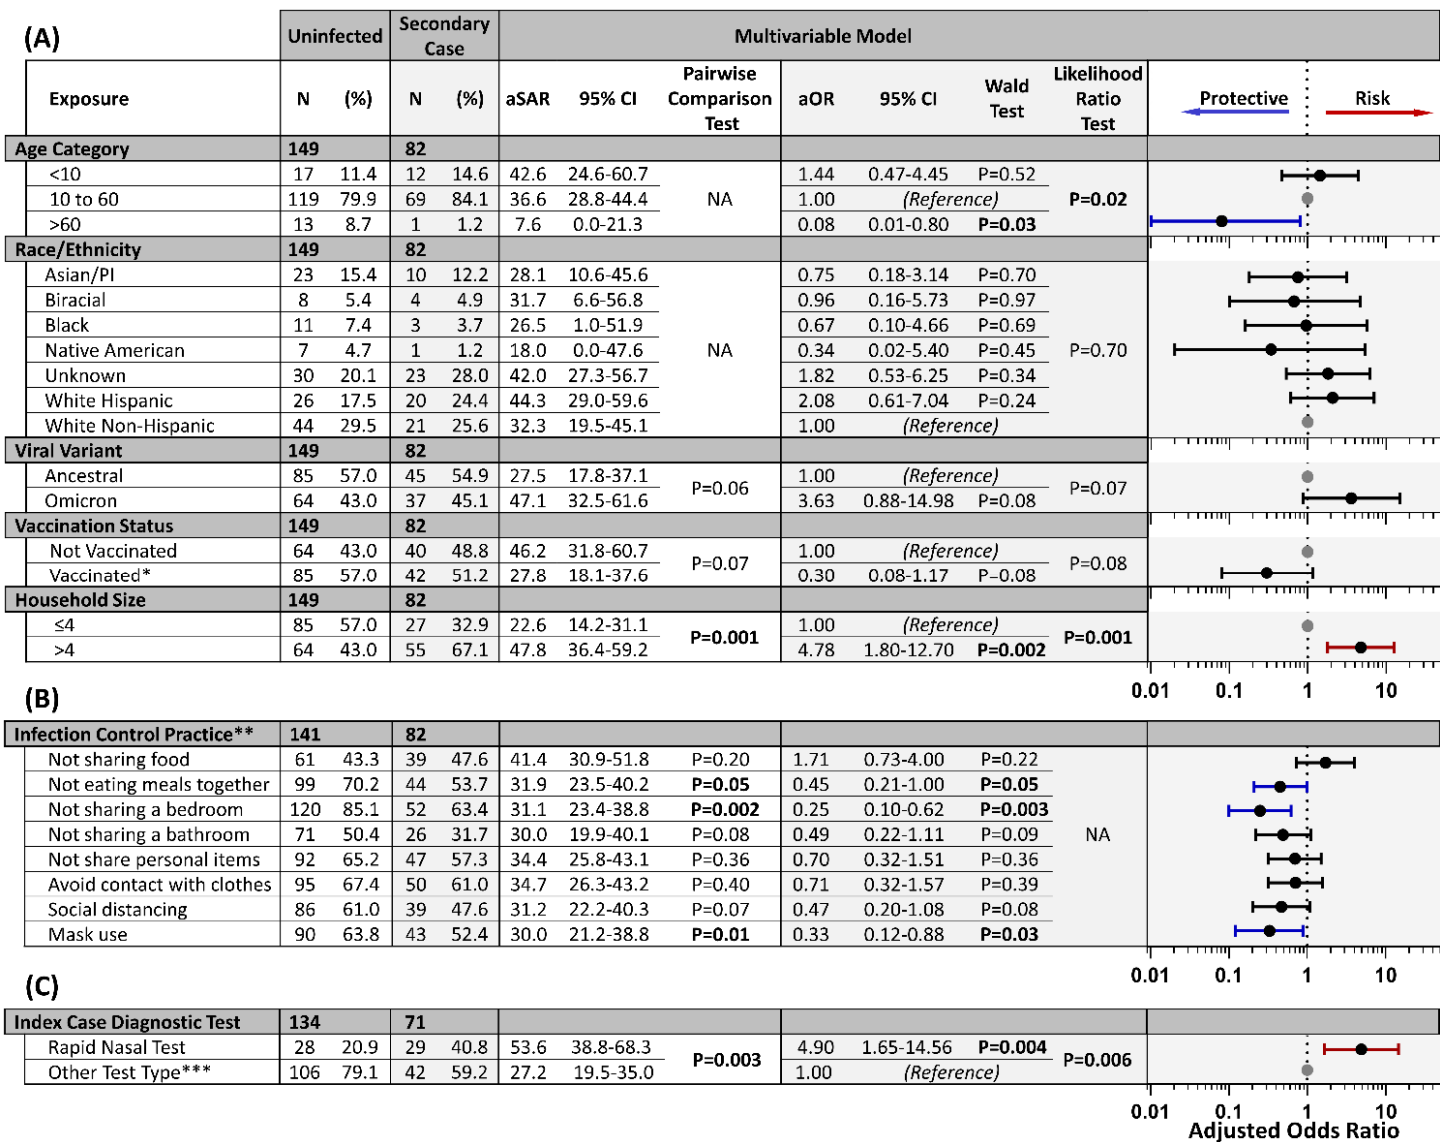 (A)
Uninfected Secondary Case Multivariable Model
Exposure N (%) N (%) aSAR 95% CI Pairwise Comparison Test aOR 95% CI Wald Test Likelihood Ratio Test Protective Risk
Age Category 149 82
<10 17 11.4 12 14.6 42.6 24.6-60.7 1.44 0.47-4.45 P=0.52
10 to 60 119 79.9 69 84.1 36.6 28.8-44.4 NA 1.00 (Reference) P=0.02
>60 13 8.7 1 1.2 7.6 0.0-21.3 0.08 0.01-0.80 P=0.03
Race/Ethnicity 149 82
Asian/PI 23 15.4 10 12.2 28.1 10.6-45.6 0.75 0.18-3.14 P=0.70
Biracial 8 5.4 4 4.9 31.7 6.6-56.8 0.96 0.16-5.73 P=0.97
Black 11 7.4 3 3.7 26.5 1.0-51.9 0.67 0.10-4.66 P=0.69
Native American 7 4.7 1 1.2 18.0 0.0-47.6 NA 0.34 0.02-5.40 P=0.45 P=0.70
Unknown 30 20.1 23 28.0 42.0 27.3-56.7 1.82 0.53-6.25 P=0.34
White Hispanic 26 17.5 20 24.4 44.3 29.0-59.6 2.08 0.61-7.04 P=0.24
White Non-Hispanic 44 29.5 21 25.6 32.3 19.5-45.1 1.00 (Reference)
Viral Variant 149 82
Ancestral 85 57.0 45 54.9 27.5 17.8-37.1 P=0.06 1.00 (Reference) P=0.07
Omicron 64 43.0 37 45.1 47.1 32.5-61.6 3.63 0.88-14.98 P=0.08
Vaccination Status 149 82
Not Vaccinated 64 43.0 40 48.8 46.2 31.8-60.7 P=0.07 1.00 (Reference) P=0.08
Vaccinated* 85 57.0 42 51.2 27.8 18.1-37.6 0.30 0.08-1.17 P=0.08
Household Size 149 82
≤4 85 57.0 27 32.9 22.6 14.2-31.1 P=0.001 1.00 (Reference) P=0.001
>4 64 43.0 55 67.1 47.8 36.4-59.2 4.78 1.80-12.70 P=0.002
0.01 0.1 1 10
(B)
Infection Control Practice** 141 82
Not sharing food 61 43.3 39 47.6 41.4 30.9-51.8 P=0.20 1.71 0.73-4.00 P=0.22
Not eating meals together 99 70.2 44 53.7 31.9 23.5-40.2 P=0.05 0.45 0.21-1.00 P=0.05
Not sharing a bedroom 120 85.1 52 63.4 31.1 23.4-38.8 P=0.002 0.25 0.10-0.62 P=0.003
Not sharing a bathroom 71 50.4 26 31.7 30.0 19.9-40.1 P=0.08 0.49 0.22-1.11 P=0.09 NA
Not share personal items 92 65.2 47 57.3 34.4 25.8-43.1 P=0.36 0.70 0.32-1.51 P=0.36
Avoid contact with clothes 95 67.4 50 61.0 34.7 26.3-43.2 P=0.40 0.71 0.32-1.57 P=0.39
Social distancing 86 61.0 39 47.6 31.2 22.2-40.3 P=0.07 0.47 0.20-1.08 P=0.08
Mask use 90 63.8 43 52.4 30.0 21.2-38.8 P=0.01 0.33 0.12-0.88 P=0.03
0.01 0.1 1 10
(C)
Index Case Diagnostic Test 134 71
Rapid Nasal Test 28 20.9 29 40.8 53.6 38.8-68.3 P=0.003 4.90 1.65-14.56 P=0.004 P=0.006
Other Test Type*** 106 79.1 42 59.2 27.2 19.5-35.0 1.00 (Reference)
0.01 0.1 1 10
Adjusted Odds Ratio